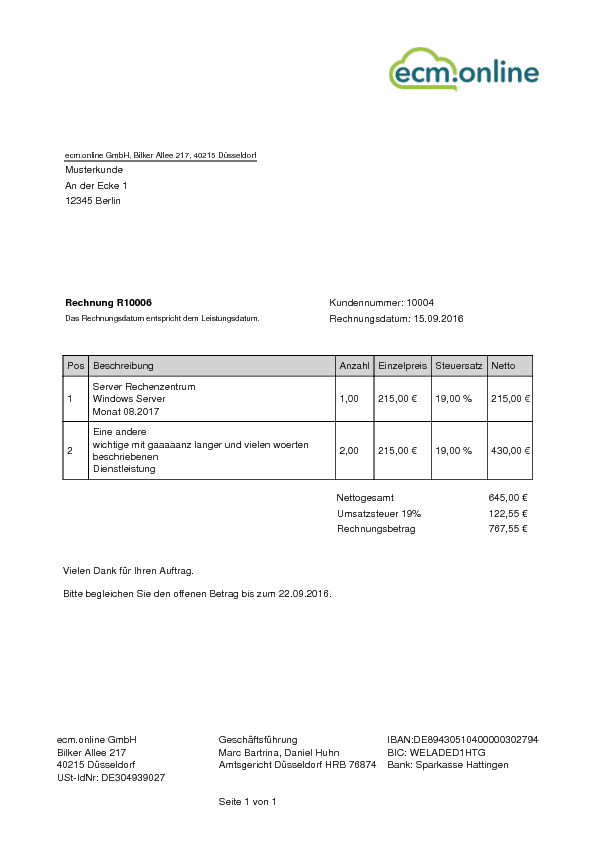 ecm.online
ecm.online GmbH, Bilker Allee 217, 40215 Düsseldorf
Musterkunde
An der Ecke 1
12345 Berlin
Rechnung R10006
Kundennummer: 10004
Das Rechnungsdatum entspricht dem Leistungsdatum.
Rechnungsdatum: 15.09.2016
Pos Beschreibung Anzahl Einzelpreis Steuersatz Netto
Server Rechenzentrum
1 Windows Server 1,00 215,00 € 19,00 % 215,00 €
Monat 08.2017
Eine andere
wichtige mit gaaaaanz langer und vielen woerten
2 beschriebenen 2,00 215,00 € 19,00 % 430,00 €
Dienstleistung
Nettogesamt 645,00 €
Umsatzsteuer 19% 122,55 €
Rechnungsbetrag 767,55 €
Vielen Dank für Ihren Auftrag.
Bitte begleichen Sie den offenen Betrag bis zum 22.09.2016.
ecm.online GmbH
Bilker Allee 217
40215 Düsseldorf
USt-IdNr: DE304939027
Geschäftsführung
Marc Bartrina, Daniel Huhn
Amtsgericht Düsseldorf HRB 76874
IBAN:DE89430510400000302794
BIC: WELADED1HTG
Bank: Sparkasse Hattingen
Seite 1 von 1